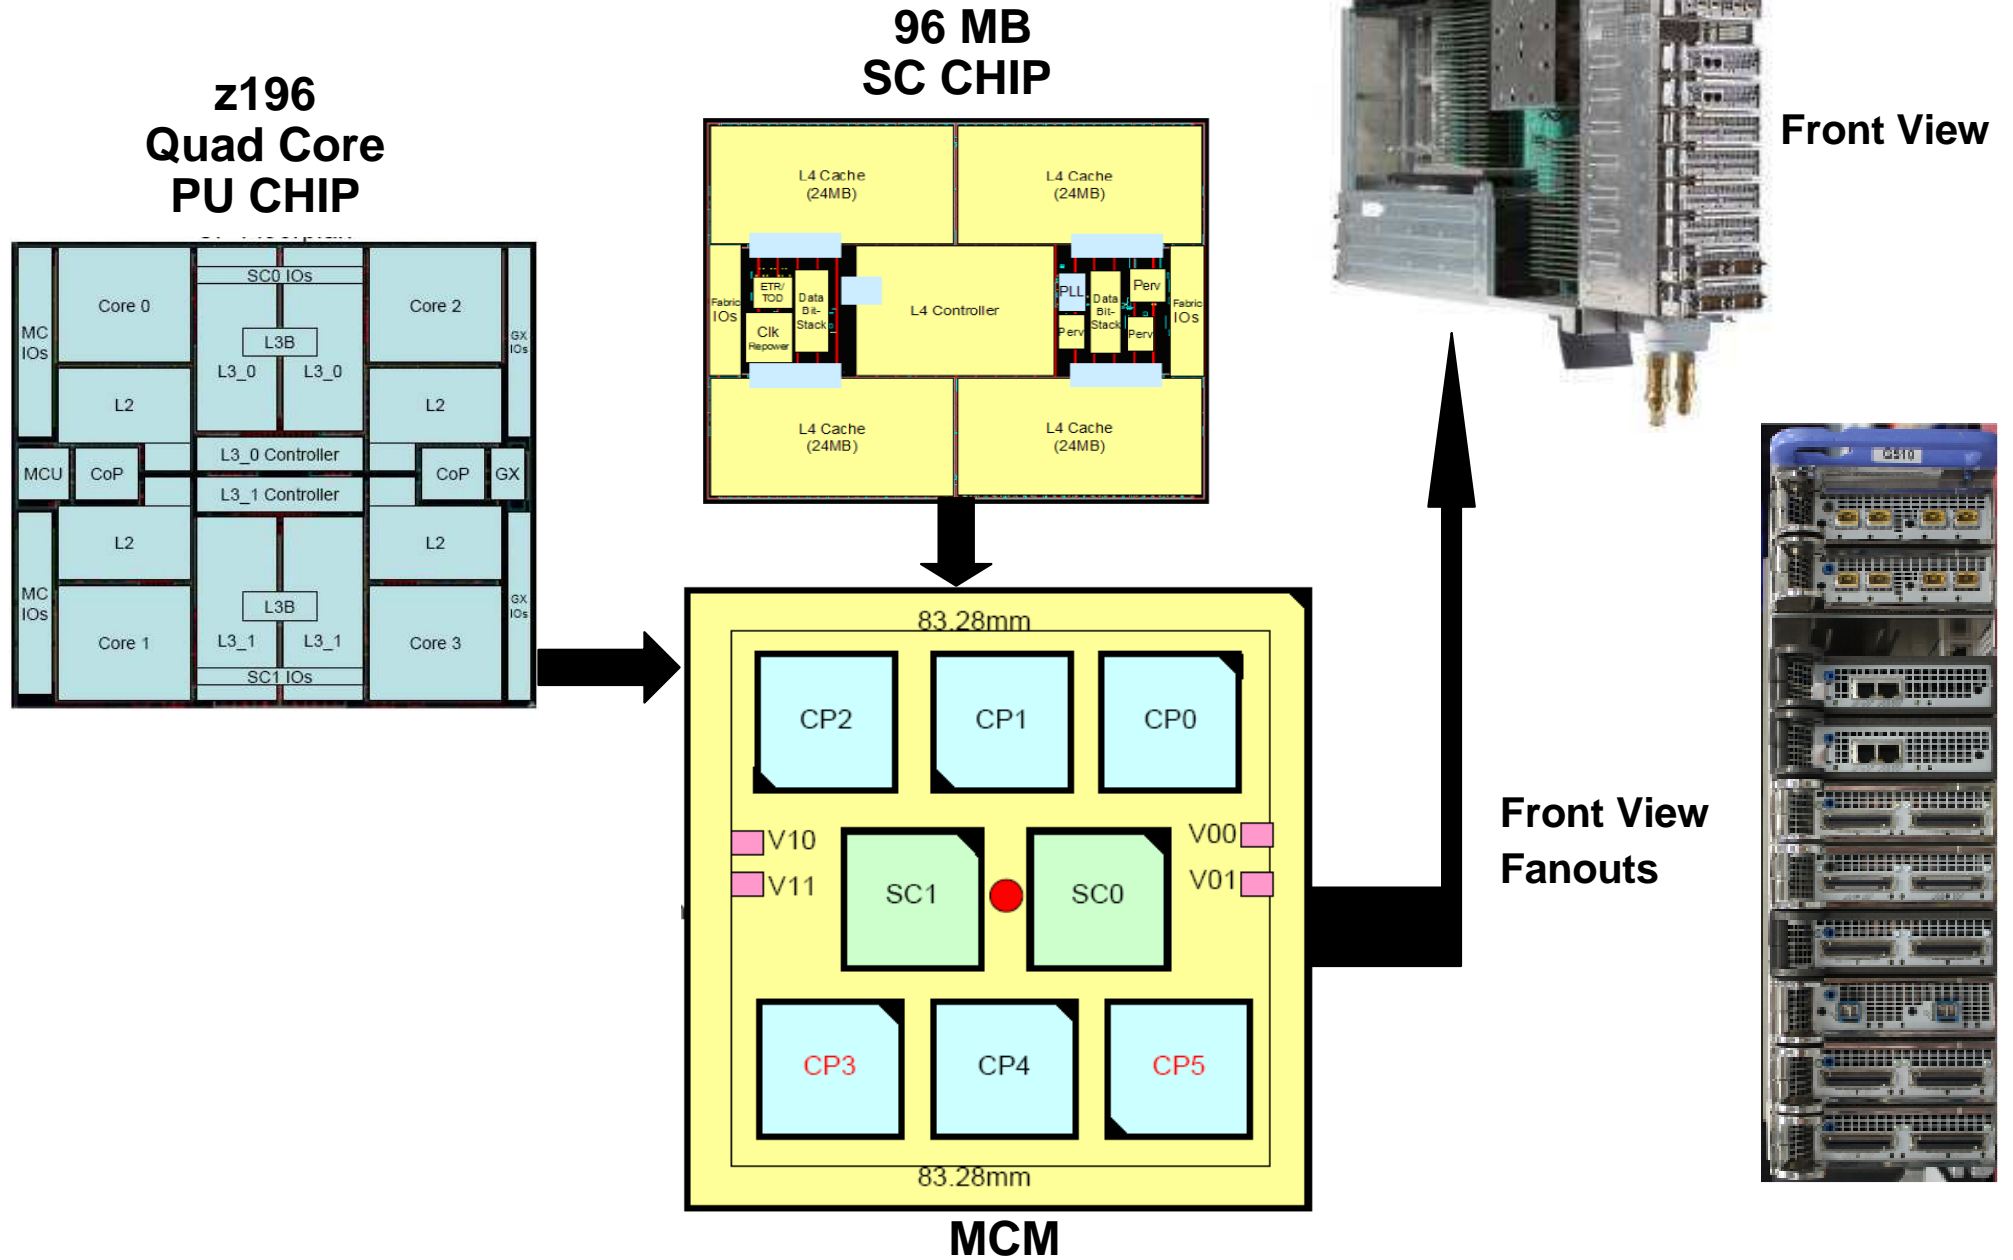 z196
Quad Core
PU CHIP
SC0 IOs
Core 0
Core 2
MC
IOs
GX
IOs
L3B
L3_0
L3_0
L2
L2
L3_0 Controller
MCU
CoP
CoP
GX
L3_1 Controller
L2
L2
MC
IOs
GX
IOs
L3B
Core 1
L3_1
L3_1
Core 3
SC1 IOs
96 MB
SC CHIP
L4 Cache
(24MB)
L4 Cache
(24MB)
Fabric
IOs
ETR/
TOD
Data
Bit-
Stack
Clk
Repower
L4 Controller
PLL
Perv
Data
Bit-
Stack
Perv
Perv
Fabric
IOs
L4 Cache
(24MB)
L4 Cache
(24MB)
Front View
83.28mm
CP2
CP1
CP0
V10
V11
SC1
SC0
V00
V01
CP3
CP4
CP5
83.28mm
MCM
Front View
Fanouts